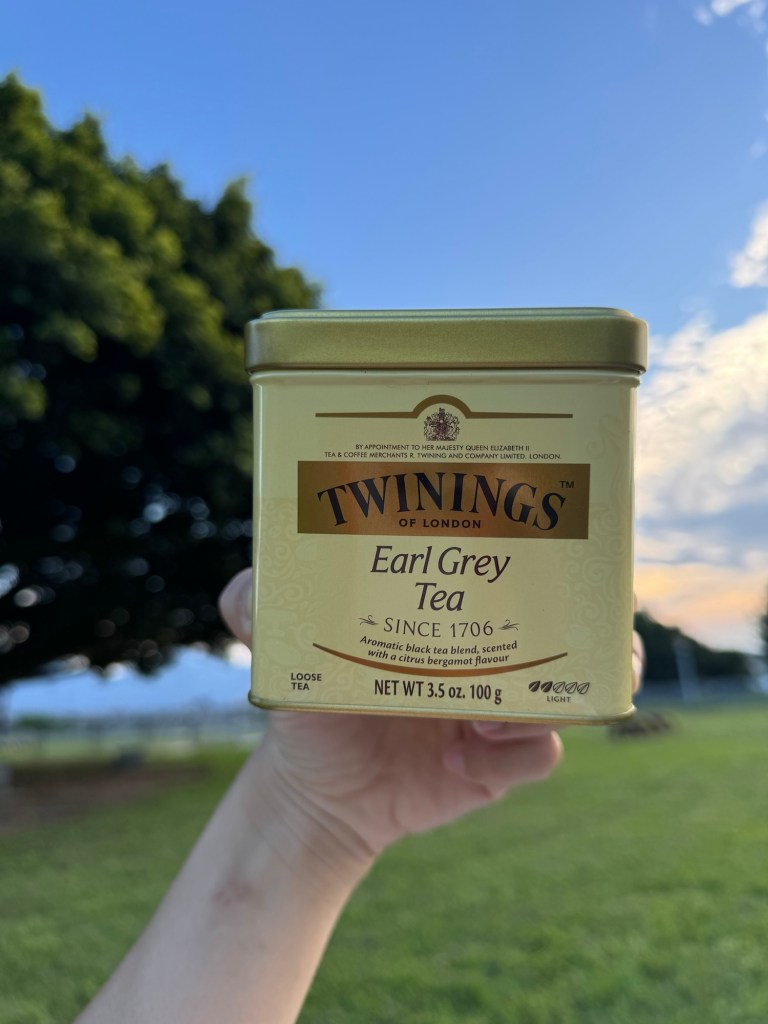 BY APPOINTMENT TO HER MAJESTY QUEEN ELIZABETH II
TEA & COFFEE MERCHANTS R. TWINING AND COMPANY LIMITED. LONDON.
TWININGS™
OF LONDON
Earl Grey
Tea
SINCE 1706
Aromatic black tea blend, scented
with a citrus bergamot flavour
LOOSE
TEA
NET WT 3.5 oz. 100 g
LIGHT